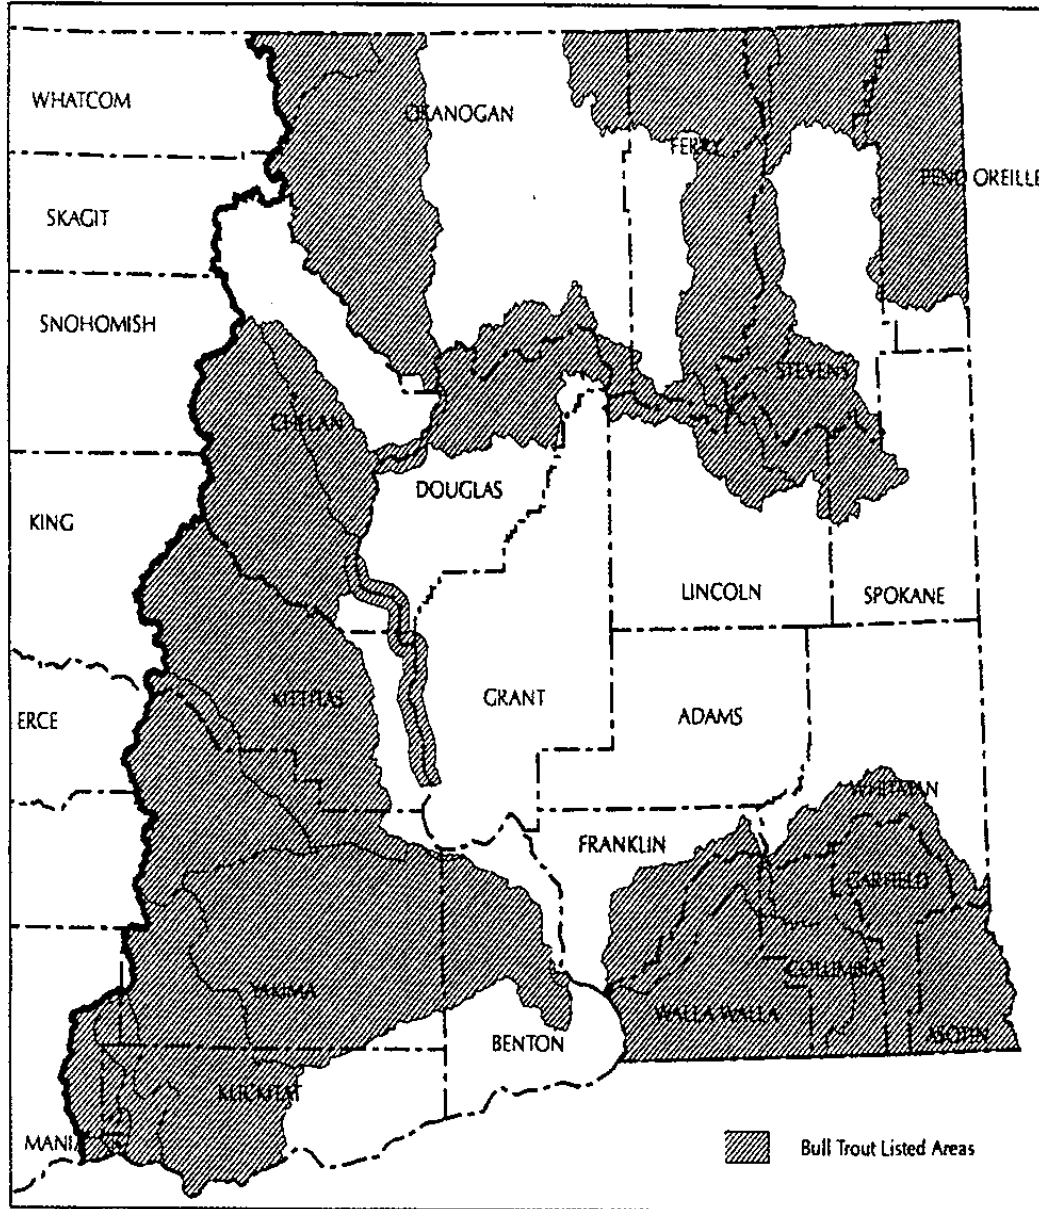 WHATCOM
OKANOGAN
FERRY
PEND OREILLE
SKAGIT
SNOHOMISH
STEVENS
CHELAN
DOUGLAS
KING
LINCOLN
SPOKANE
KITTITAS
GRANT
ADAMS
ERCE
WHITMAN
FRANKLIN
GARFIELD
COLUMBIA
YAKIMA
WALLA WALLA
BENTON
ASOTIN
KLICKITAT
MANIA
Bull Trout Listed Areas